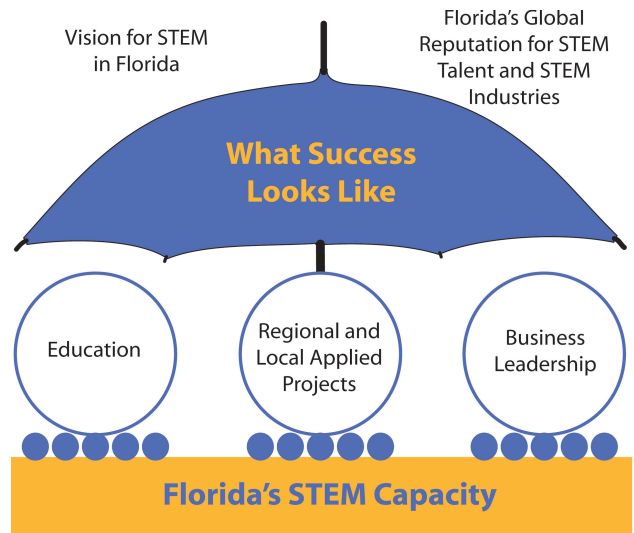 Vision for STEM
in Florida
Florida’s Global
Reputation for STEM
Talent and STEM
Industries
What Success
Looks Like
Education
Regional and
Local Applied
Projects
Business
Leadership
Florida’s STEM Capacity